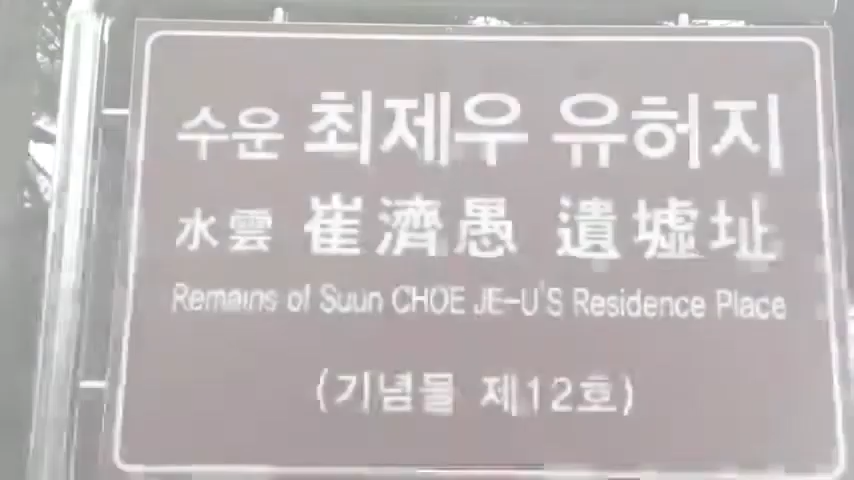 수운 최제우 유허지
水雲 崔濟愚 遺墟址
Remains of Suun CHOE JE-U'S Residence Place
(기념물 제12호)